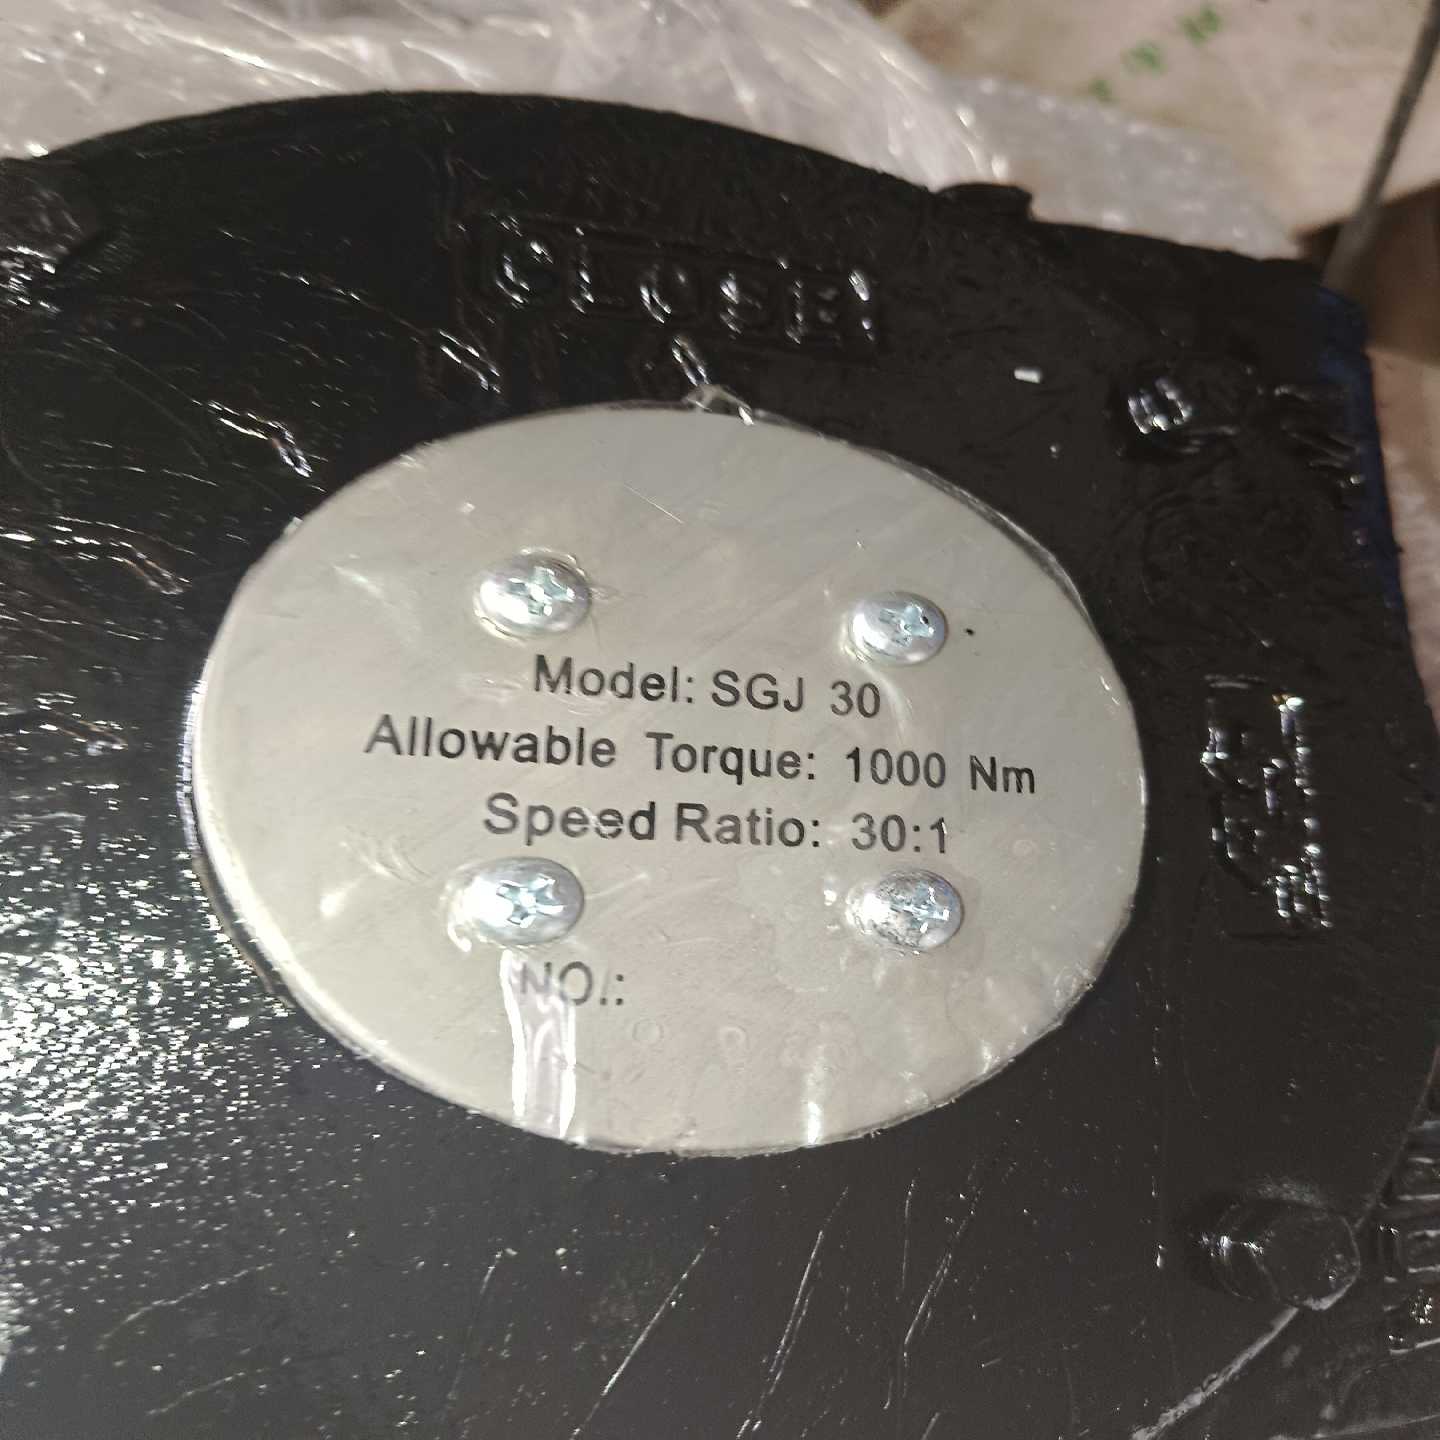 CLOSE
Model: SGJ 30
Allowable Torque: 1000 Nm
Speed Ratio: 30:1
NO.: